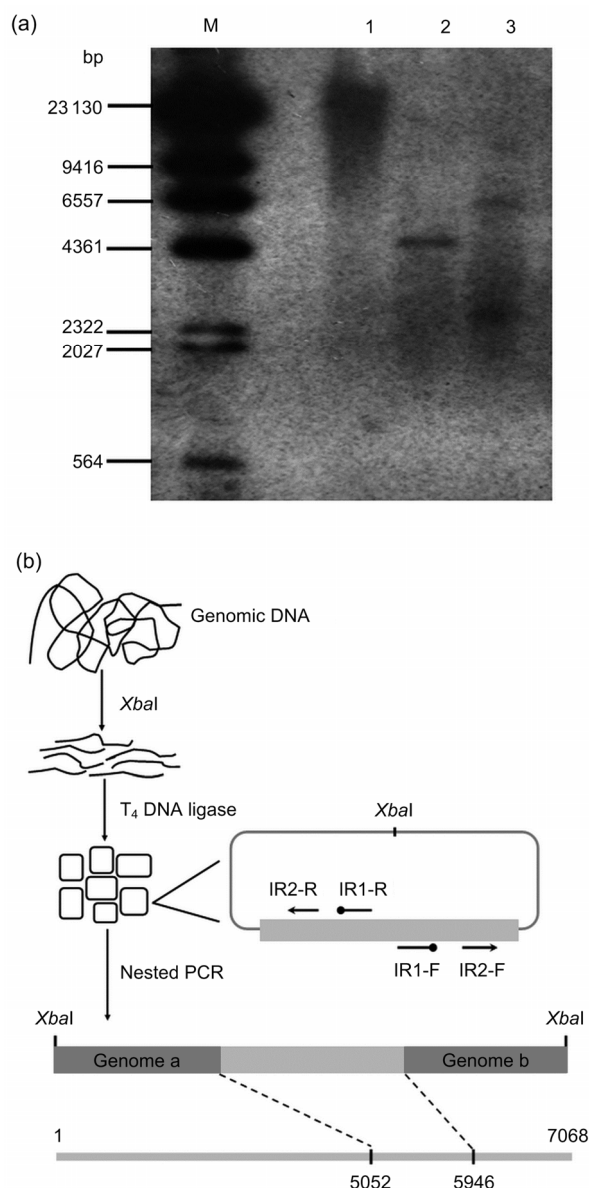 (a)
M 1 2 3
bp
23 130
9416
6557
4361
2322
2027
564
(b)
Genomic DNA
XbaI
T4 DNA ligase
XbaI
IR2-R IR1-R
IR1-F IR2-F
Nested PCR
XbaI XbaI
Genome a Genome b
1 7068
5052 5946